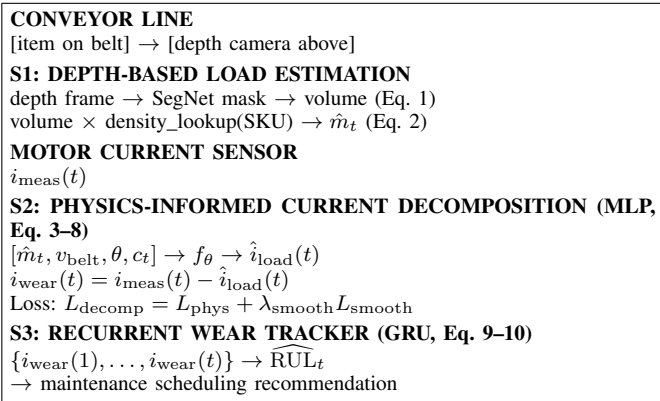 CONVEYOR LINE
[item on belt] → [depth camera above]
S1: DEPTH-BASED LOAD ESTIMATION
depth frame → SegNet mask → volume (Eq. 1)
volume × density_lookup(SKU) → m̂_t (Eq. 2)
MOTOR CURRENT SENSOR
i_meas(t)
S2: PHYSICS-INFORMED CURRENT DECOMPOSITION (MLP,
Eq. 3–8)
[m̂_t, v_belt, θ, c_t] → f_θ → î_load(t)
i_wear(t) = i_meas(t) − î_load(t)
Loss: L_decomp = L_phys + λ_smooth L_smooth
S3: RECURRENT WEAR TRACKER (GRU, Eq. 9–10)
{i_wear(1), . . . , i_wear(t)} → \widehat{RUL}_t
→ maintenance scheduling recommendation